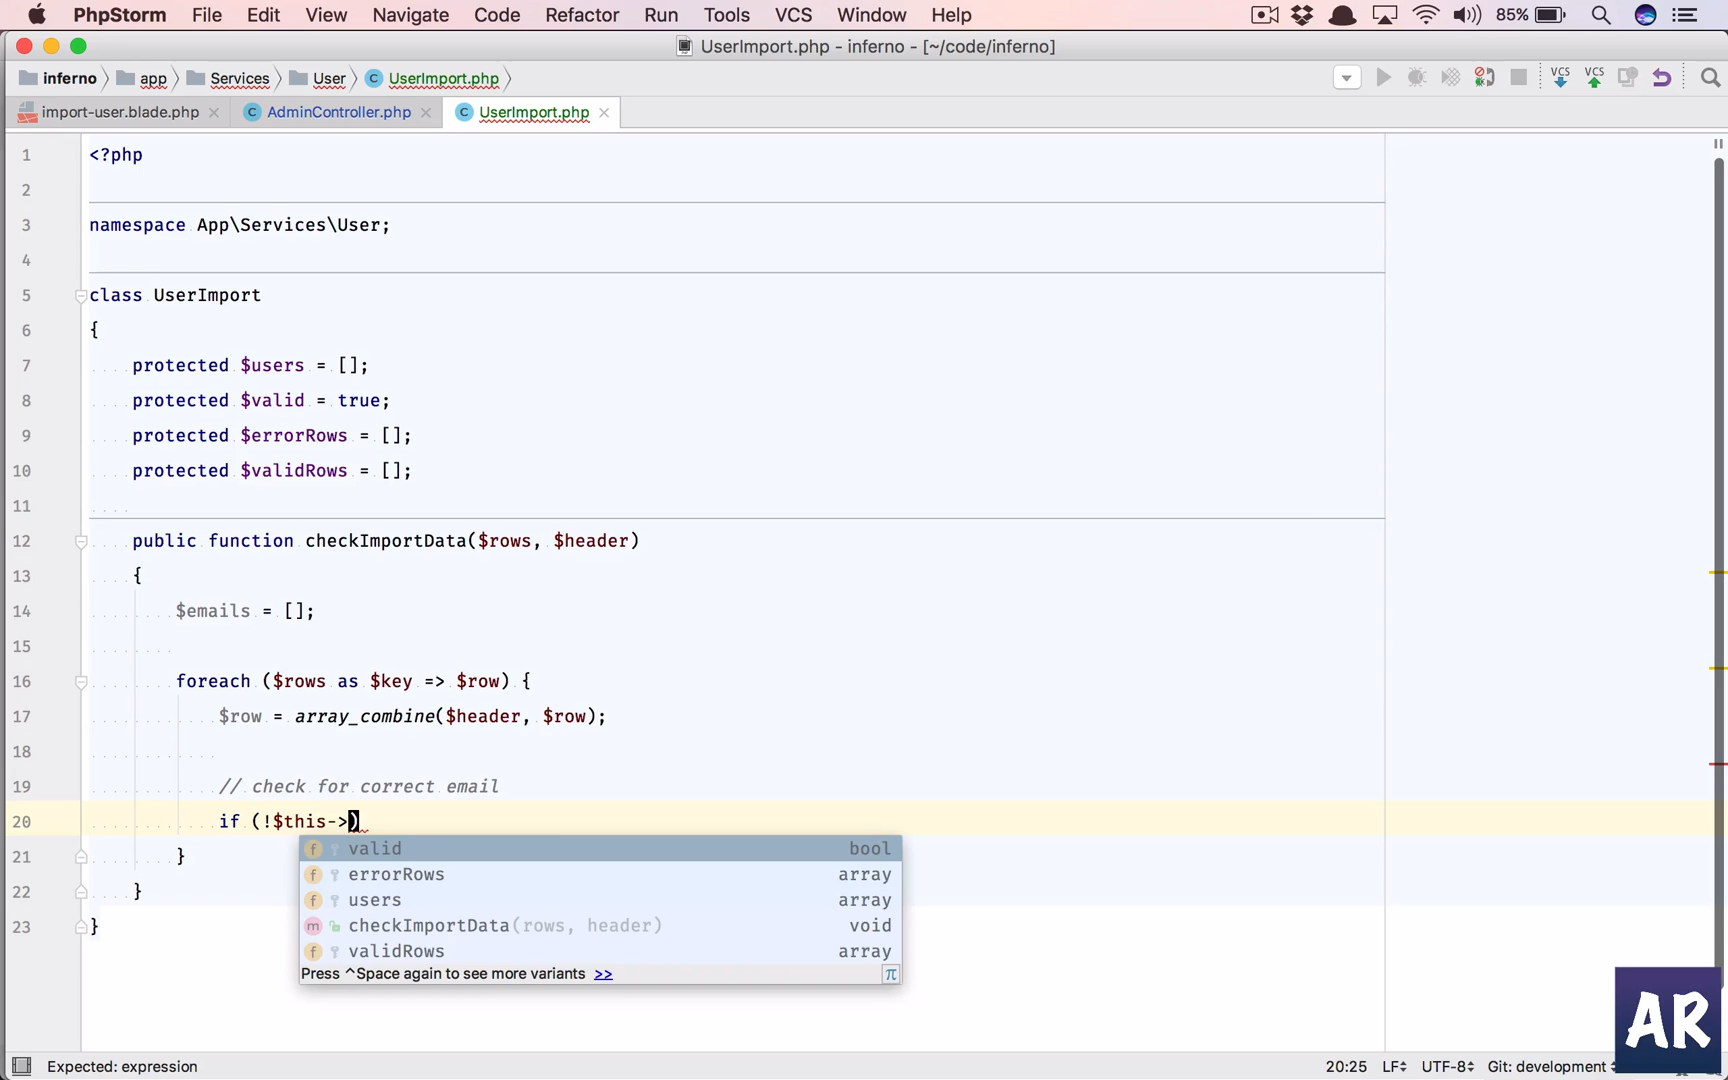 PhpStorm File Edit View Navigate Code Refactor Run Tools VCS Window Help 85%
UserImport.php - inferno - [~/code/inferno]
inferno app Services User UserImport.php VCS VCS
import-user.blade.php AdminController.php UserImport.php
1 <?php
2
3 namespace App\Services\User;
4
5 class UserImport
6 {
7 protected $users = [];
8 protected $valid = true;
9 protected $errorRows = [];
10 protected $validRows = [];
11
12 public function checkImportData($rows, $header)
13 {
14 $emails = [];
15
16 foreach ($rows as $key => $row) {
17 $row = array_combine($header, $row);
18
19 // check for correct email
20 if (!$this->)
21 }
22 }
23 }
f valid bool
f errorRows array
f users array
m checkImportData(rows, header) void
f validRows array
Press ^Space again to see more variants >> π
AR
Expected: expression 20:25 LF UTF-8 Git: development